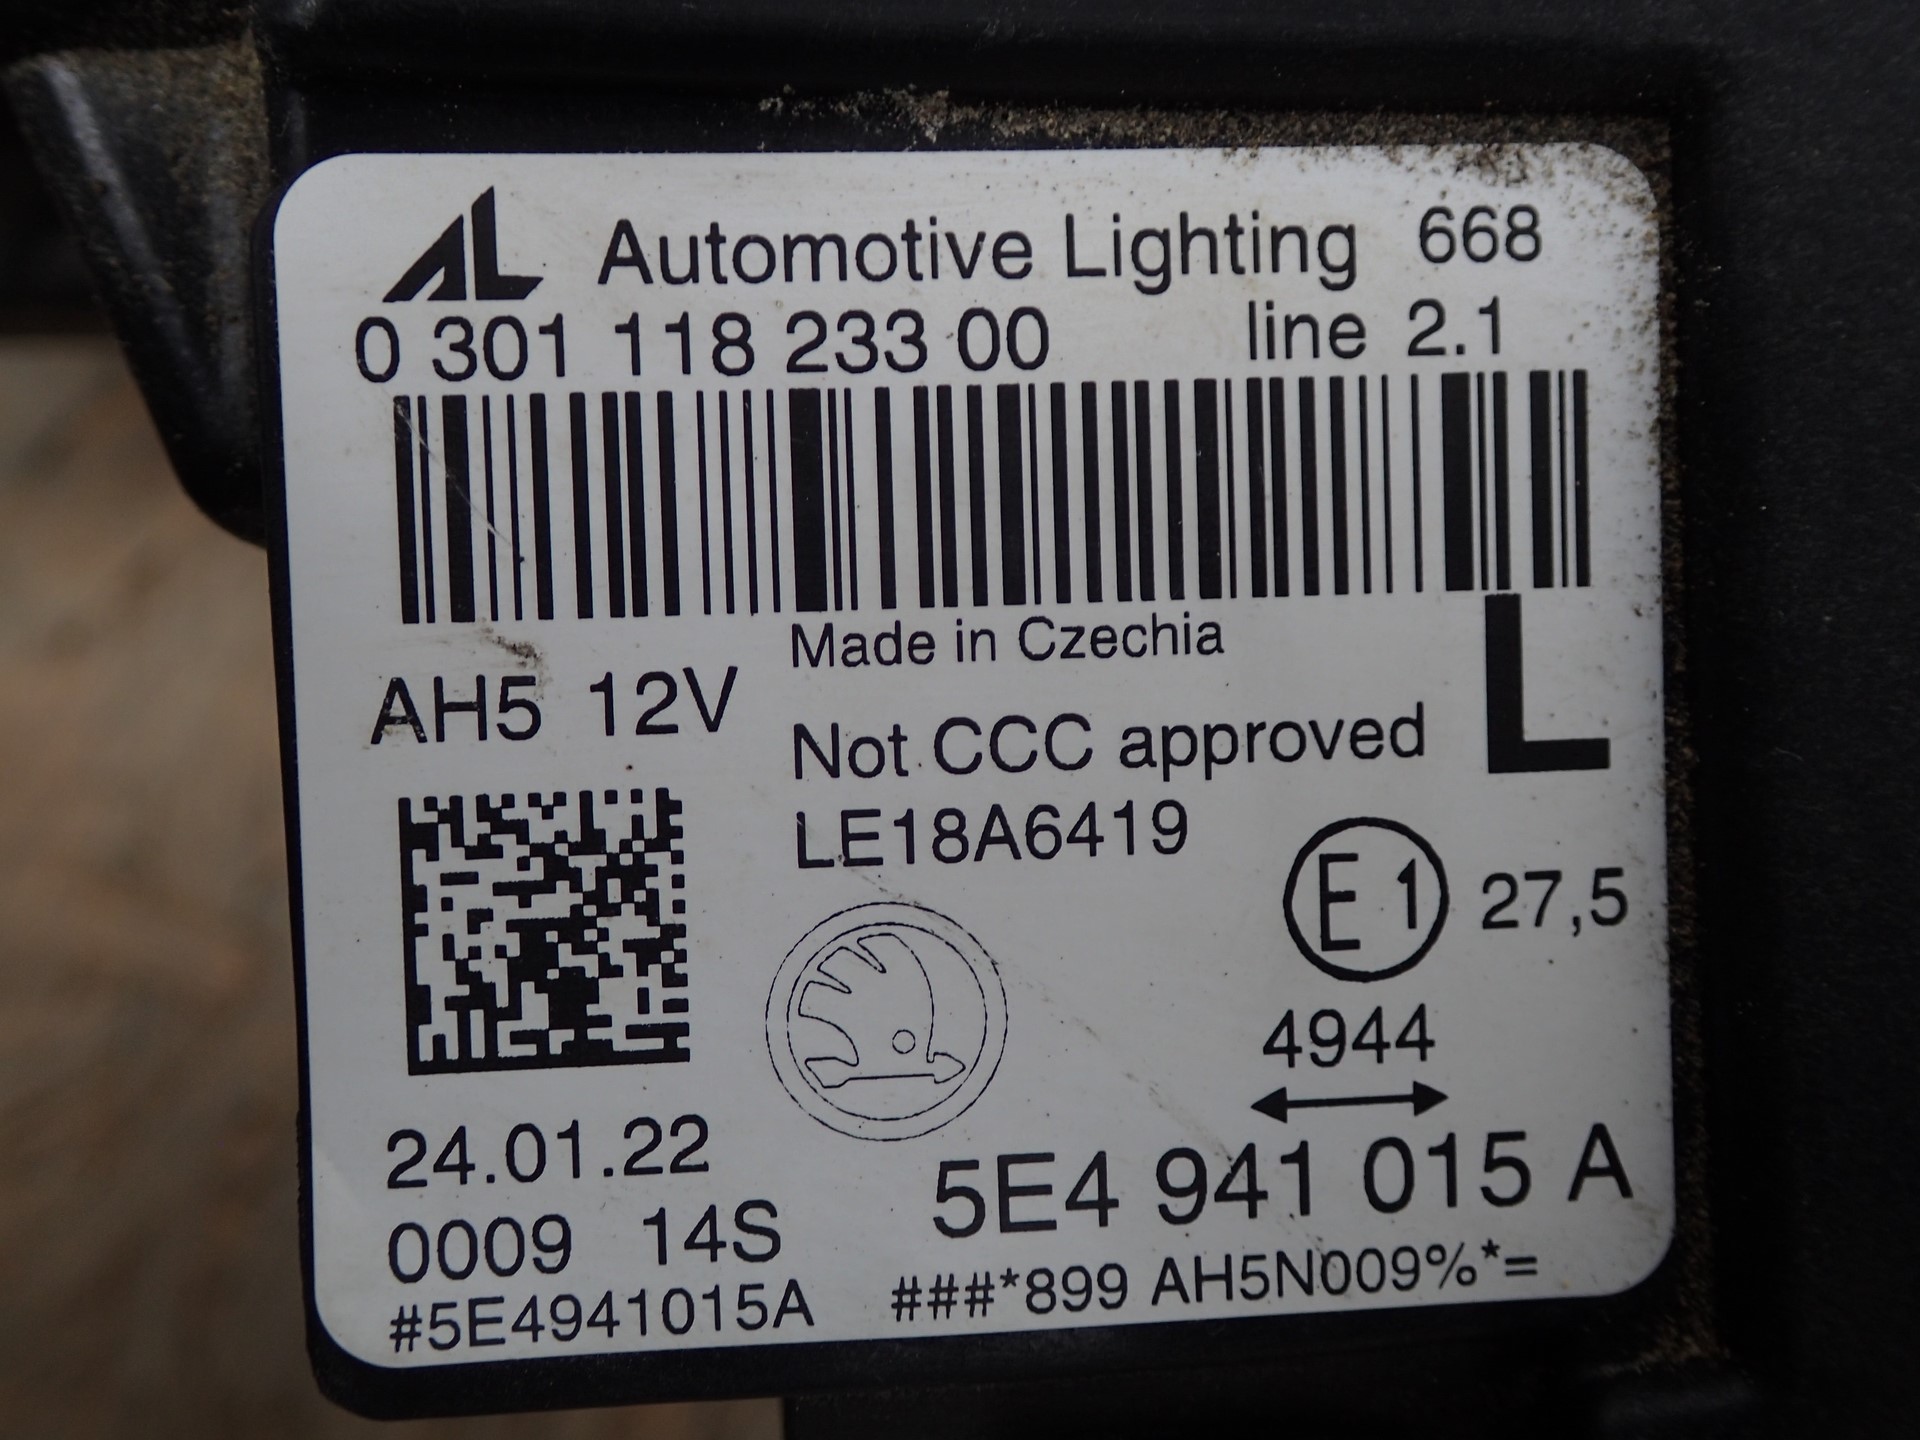 AL Automotive Lighting 668
0 301 118 233 00 line 2.1
Made in Czechia
AH5 12V
L
Not CCC approved
LE18A6419
E1 27,5
4944
24.01.22
5E4 941 015 A
0009 14S
#5E4941015A ###*899 AH5N009%*=